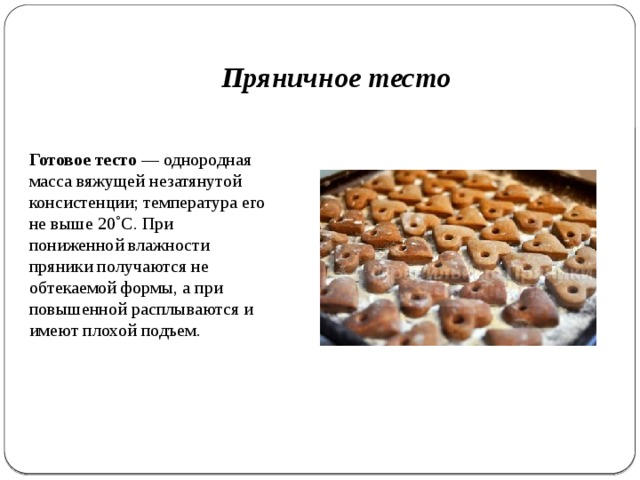 Пряничное тесто
Готовое тесто — однородная
масса вяжущей незатянутой
консистенции; температура его
не выше 20˚С. При
пониженной влажности
пряники получаются не
обтекаемой формы, а при
повышенной расплываются и
имеют плохой подъем.